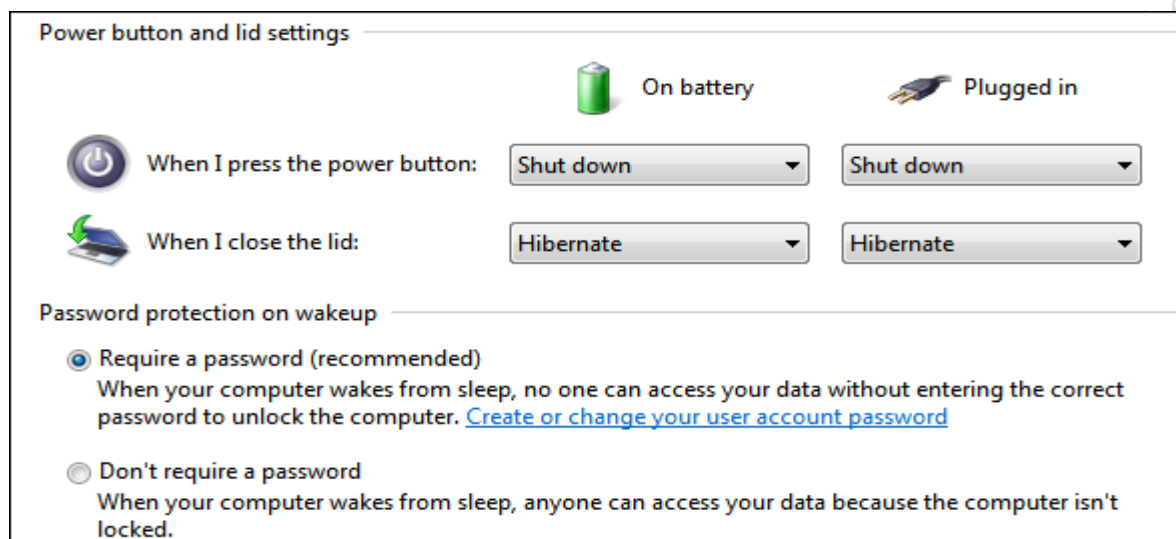 Power button and lid settings
On battery Plugged in
When I press the power button: Shut down Shut down
When I close the lid: Hibernate Hibernate
Password protection on wakeup
Require a password (recommended)
When your computer wakes from sleep, no one can access your data without entering the correct
password to unlock the computer. Create or change your user account password
Don't require a password
When your computer wakes from sleep, anyone can access your data because the computer isn't
locked.